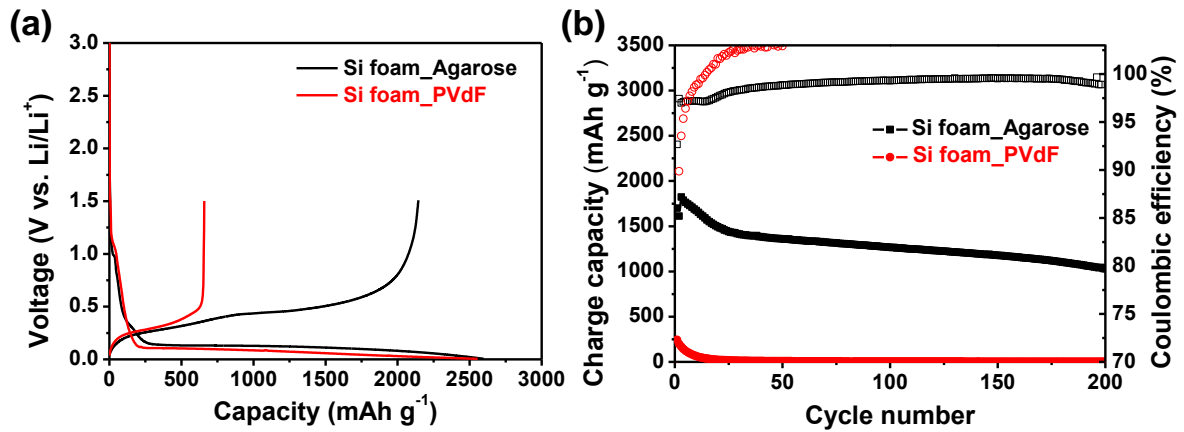 (a)
3.0
2.5
2.0
1.5
1.0
0.5
0.0
Voltage (V vs. Li/Li+)
Si foam_Agarose
Si foam_PVdF
0 500 1000 1500 2000 2500 3000
Capacity (mAh g-1)
(b)
3500
3000
2500
2000
1500
1000
500
0
Charge capacity (mAh g-1)
Si foam_Agarose
Si foam_PVdF
100
95
90
85
80
75
70
Coulombic efficiency (%)
0 50 100 150 200
Cycle number